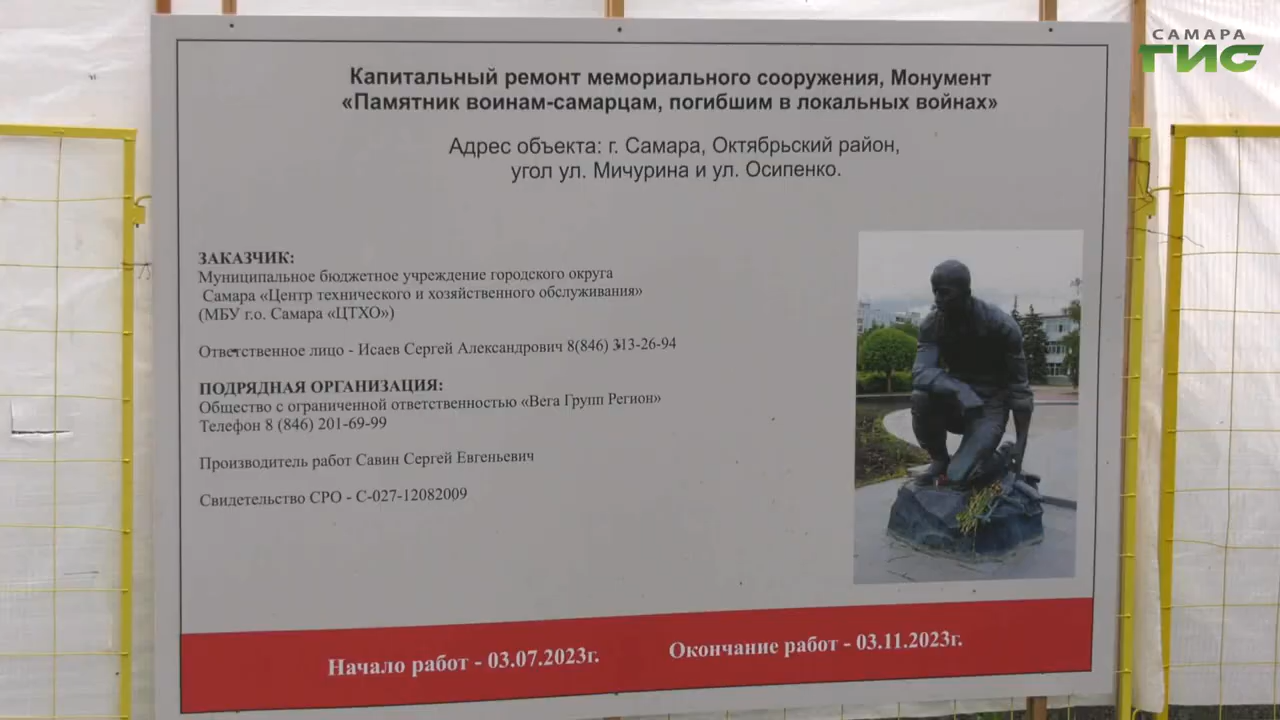 САМАРА
ГИС
Капитальный ремонт мемориального сооружения, Монумент
«Памятник воинам-самарцам, погибшим в локальных войнах»
Адрес объекта: г. Самара, Октябрьский район,
угол ул. Мичурина и ул. Осипенко.
ЗАКАЗЧИК:
Муниципальное бюджетное учреждение городского округа
Самара «Центр технического и хозяйственного обслуживания»
(МБУ г.о. Самара «ЦТХО»)
Ответственное лицо - Исаев Сергей Александрович 8(846) 313-26-94
ПОДРЯДНАЯ ОРГАНИЗАЦИЯ:
Общество с ограниченной ответственностью «Вега Групп Регион»
Телефон 8 (846) 201-69-99
Производитель работ Савин Сергей Евгеньевич
Свидетельство СРО - С-027-12082009
Начало работ - 03.07.2023г.
Окончание работ - 03.11.2023г.